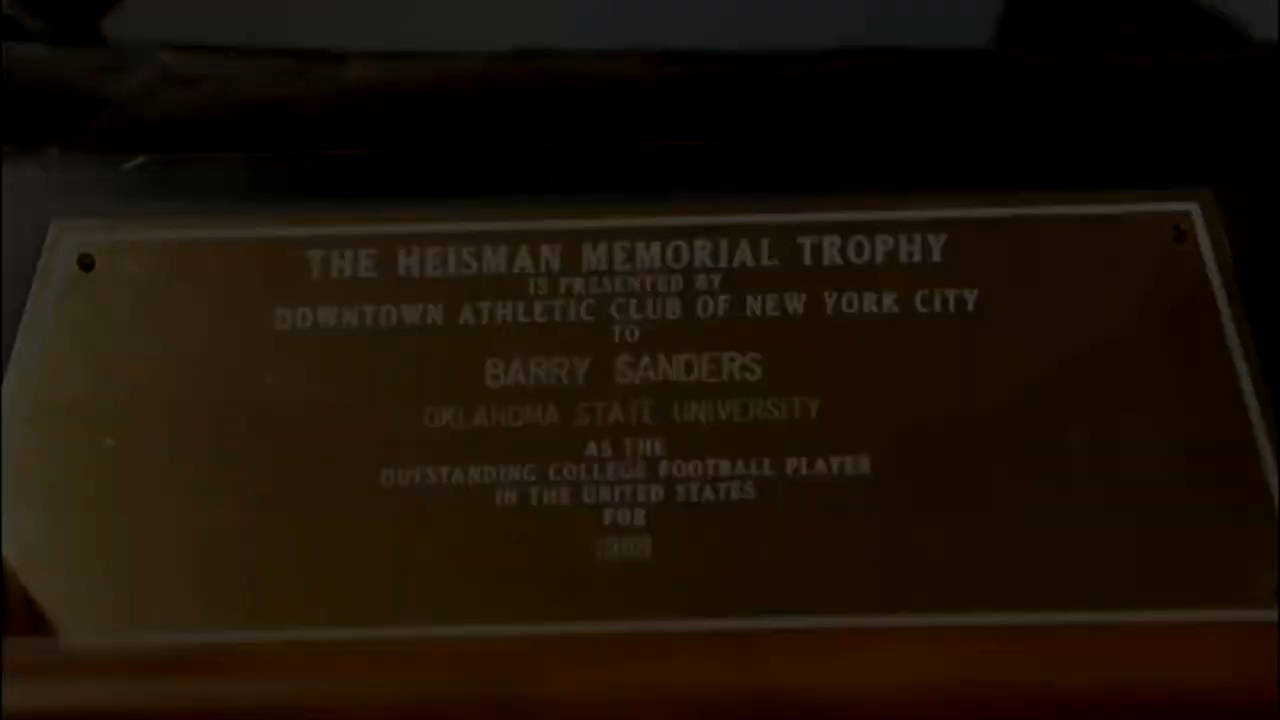 THE HEISMAN MEMORIAL TROPHY
IS PRESENTED BY
DOWNTOWN ATHLETIC CLUB OF NEW YORK CITY
TO
BARRY SANDERS
OKLAHOMA STATE UNIVERSITY
AS THE
OUTSTANDING COLLEGE FOOTBALL PLAYER
IN THE UNITED STATES
FOR